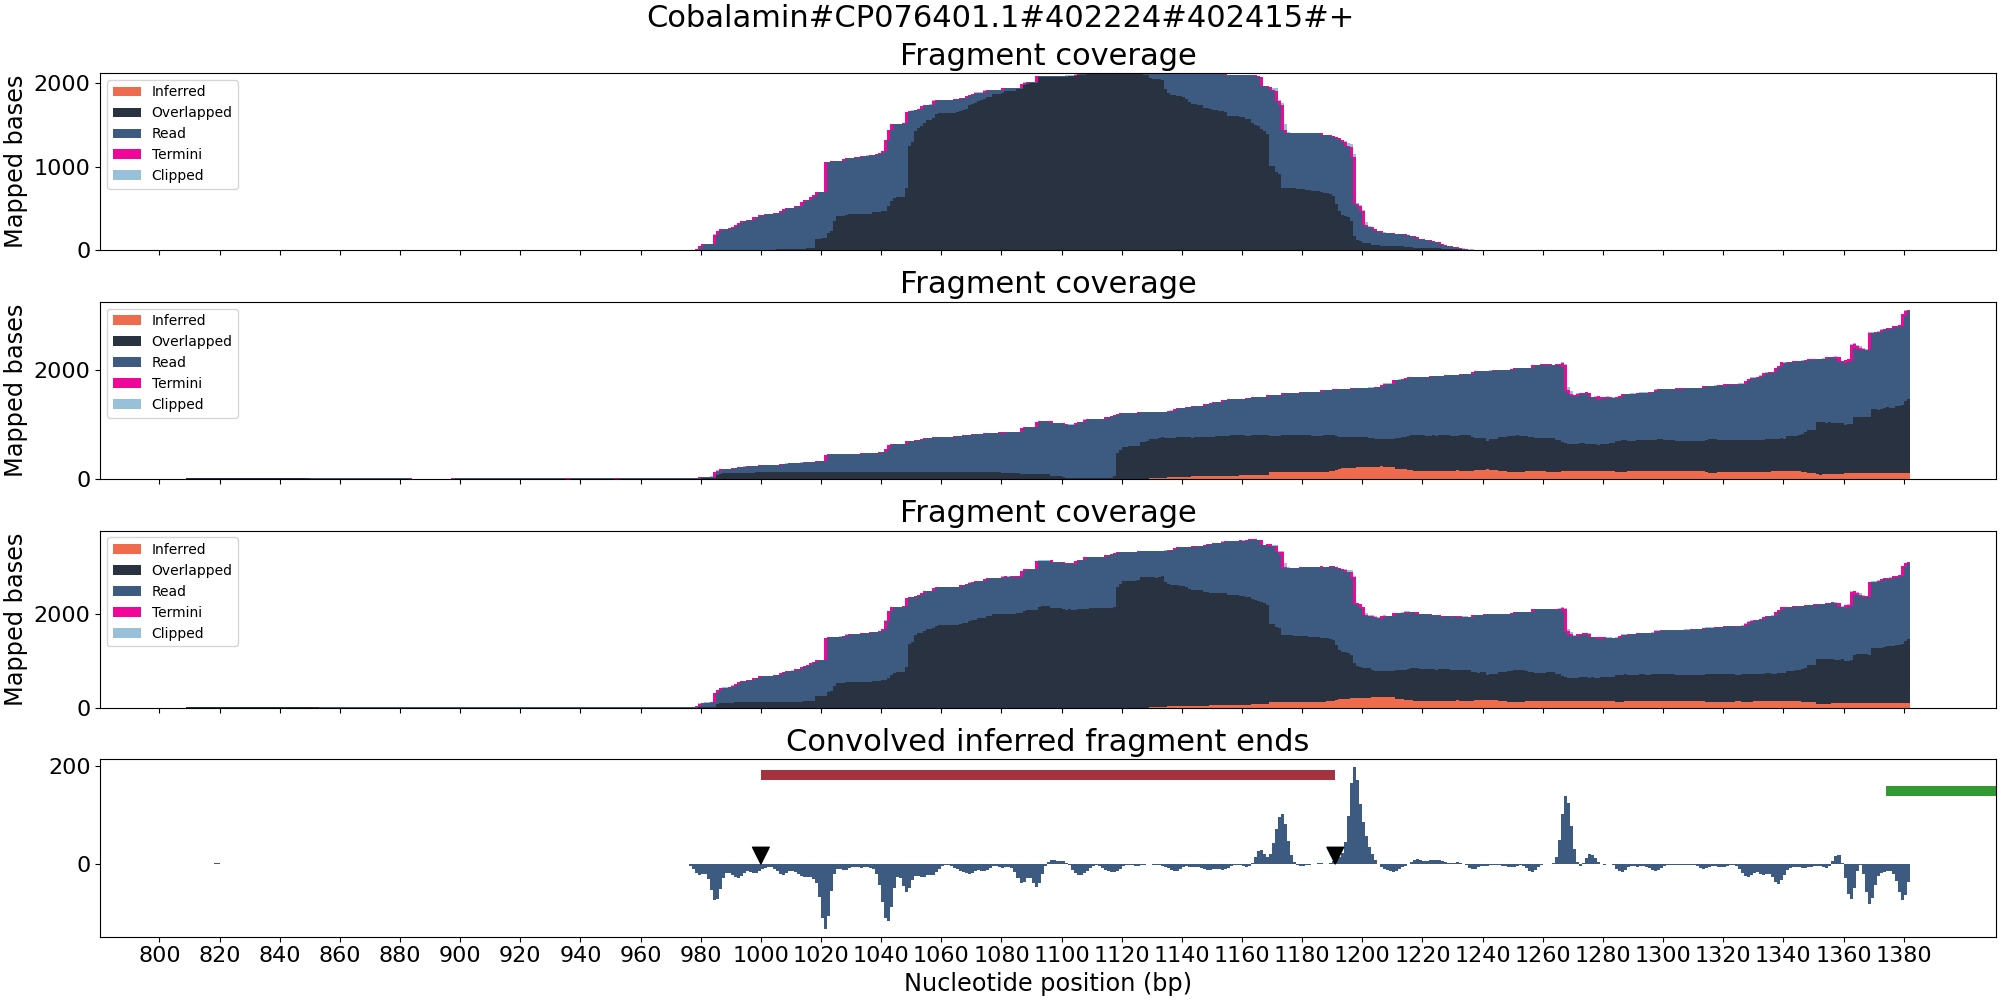 Cobalamin#CP076401.1#402224#402415#+
Fragment coverage
Mapped bases
2000
1000
0
Inferred
Overlapped
Read
Termini
Clipped
Fragment coverage
Mapped bases
2000
0
Inferred
Overlapped
Read
Termini
Clipped
Fragment coverage
Mapped bases
2000
0
Inferred
Overlapped
Read
Termini
Clipped
Convolved inferred fragment ends
200
0
800 820 840 860 880 900 920 940 960 980 1000 1020 1040 1060 1080 1100 1120 1140 1160 1180 1200 1220 1240 1260 1280 1300 1320 1340 1360 1380
Nucleotide position (bp)